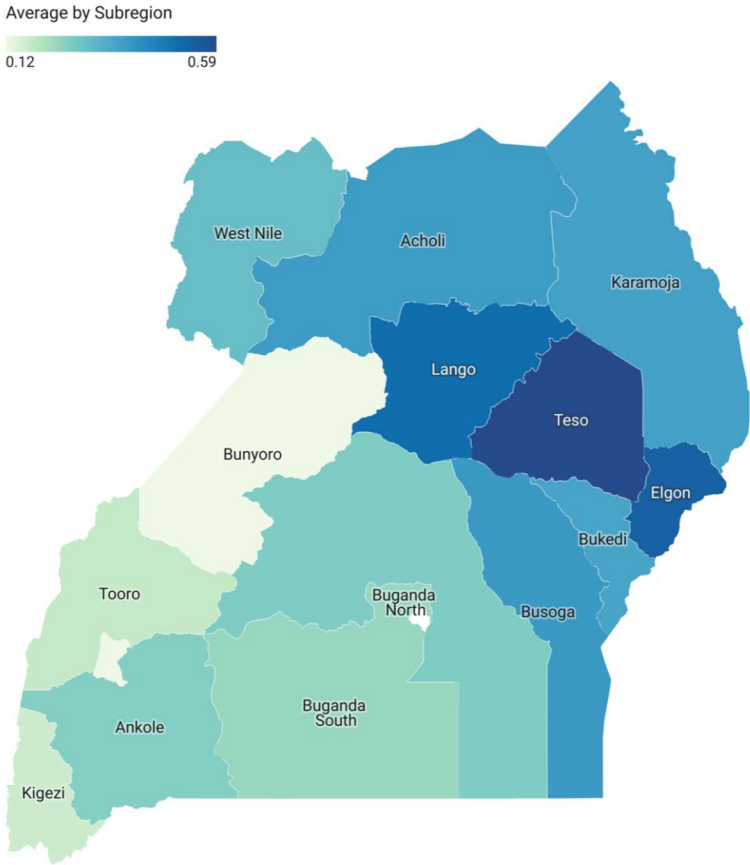 Average by Subregion
0.12 0.59
West Nile
Acholi
Karamoja
Lango
Teso
Bunyoro
Elgon
Bukedi
Tooro
Buganda
North
Busoga
Buganda
South
Ankole
Kigezi